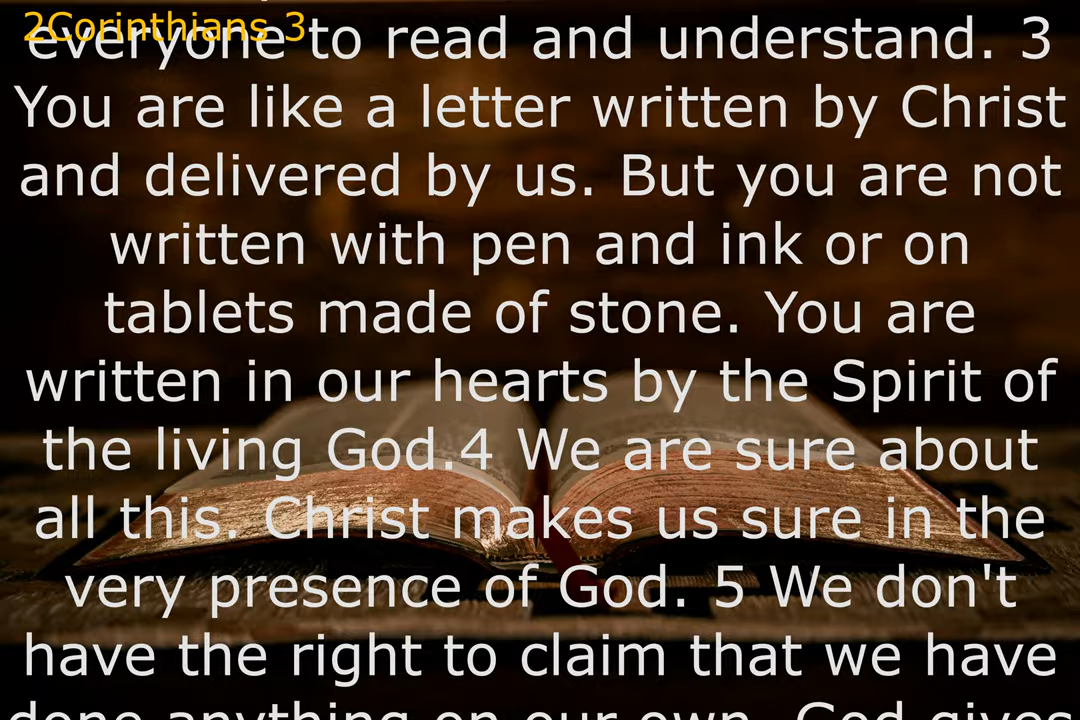 2Corinthians 3
everyone to read and understand. 3
You are like a letter written by Christ
and delivered by us. But you are not
written with pen and ink or on
tablets made of stone. You are
written in our hearts by the Spirit of
the living God.4 We are sure about
all this. Christ makes us sure in the
very presence of God. 5 We don't
have the right to claim that we have
done anything on our own. God gives